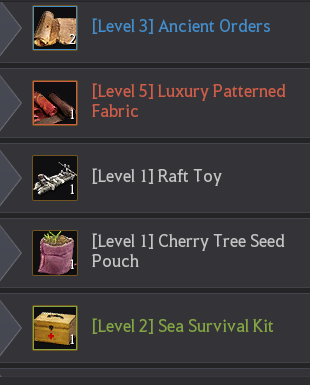 2
[Level 3] Ancient Orders
1
[Level 5] Luxury Patterned
Fabric
1
[Level 1] Raft Toy
1
[Level 1] Cherry Tree Seed
Pouch
1
[Level 2] Sea Survival Kit